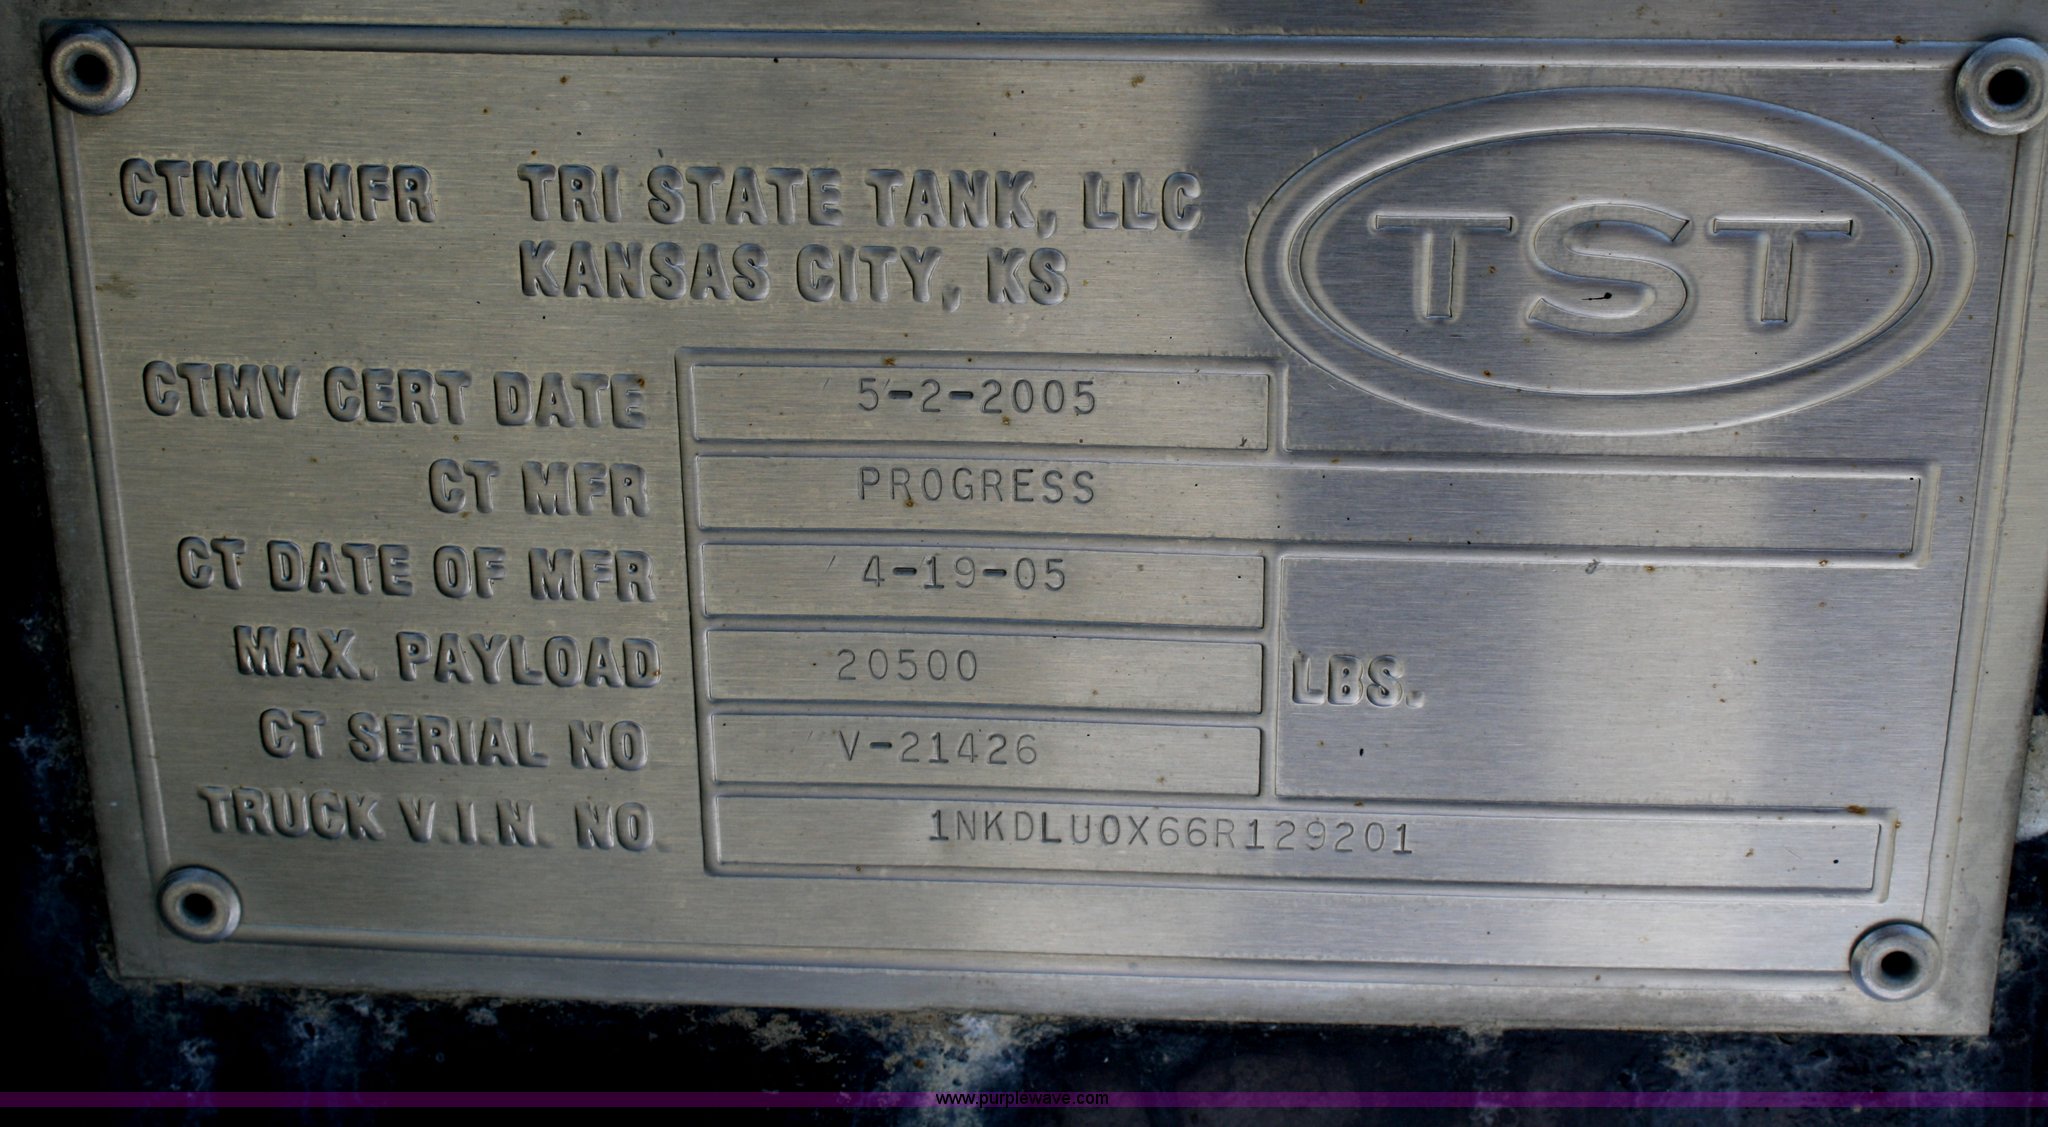 CTMV MFR TRI STATE TANK, LLC
KANSAS CITY, KS
TST
CTMV CERT DATE 5-2-2005
CT MFR PROGRESS
CT DATE OF MFR 4-19-05
MAX. PAYLOAD 20500 LBS.
CT SERIAL NO V-21426
TRUCK V.I.N. NO. 1NKDLU0X66R129201
www.purplewave.com